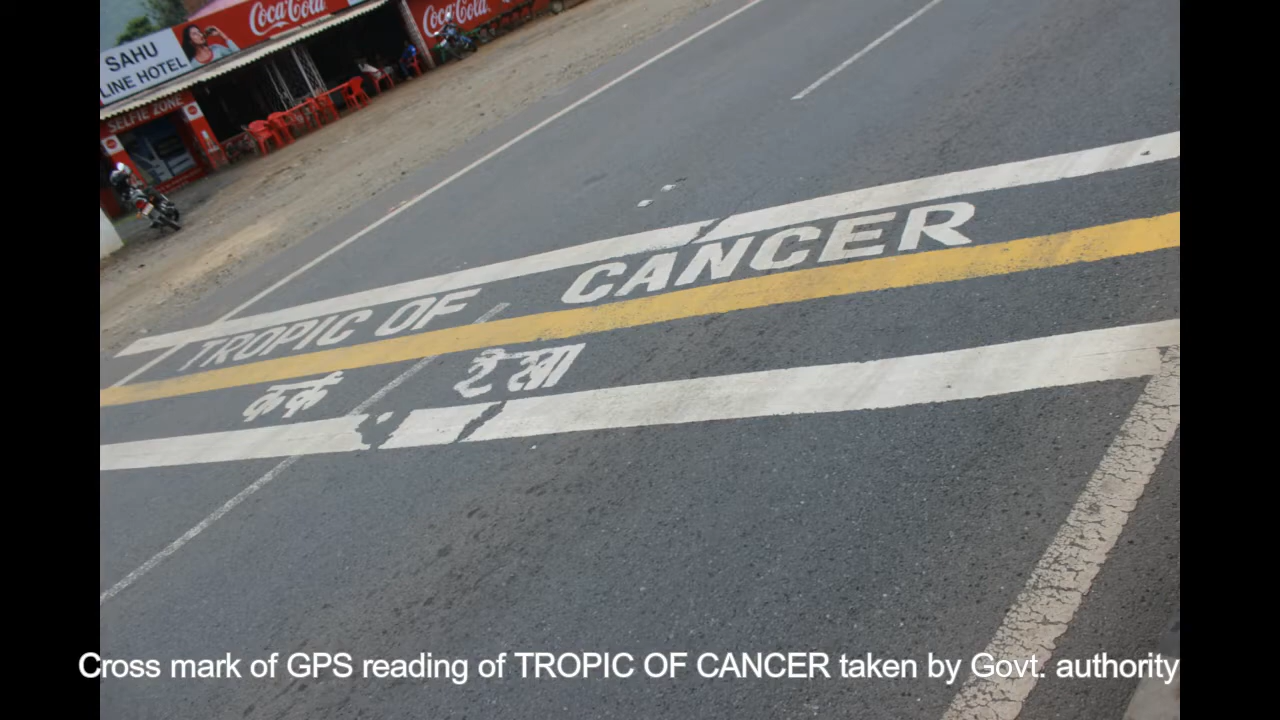 Coca-Cola
Coca-Cola
SAHU
LINE HOTEL
SELFIE ZONE
TROPIC OF CANCER
कर्क रेखा
Cross mark of GPS reading of TROPIC OF CANCER taken by Govt. authority